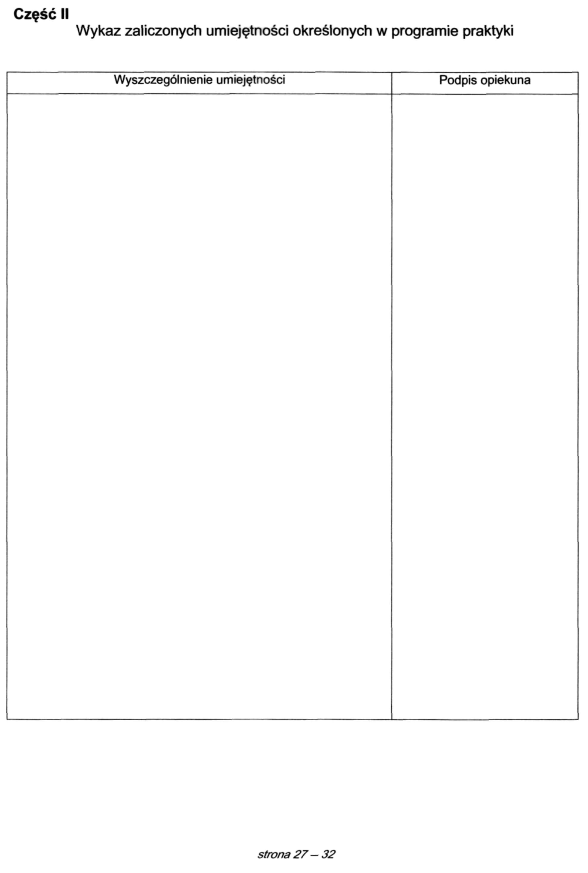 Część II
Wykaz zaliczonych umiejętności określonych w programie praktyki
Wyszczególnienie umiejętności
Podpis opiekuna
strona 27 – 32